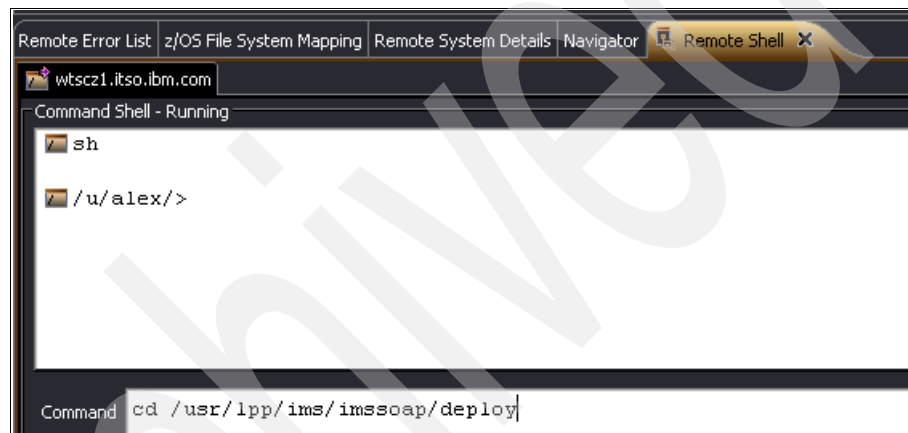 Remote Error List z/OS File System Mapping Remote System Details Navigator Remote Shell
wtscz1.itso.ibm.com
Command Shell - Running
sh
/u/alex/>
Command cd /usr/lpp/ims/imssoap/deploy